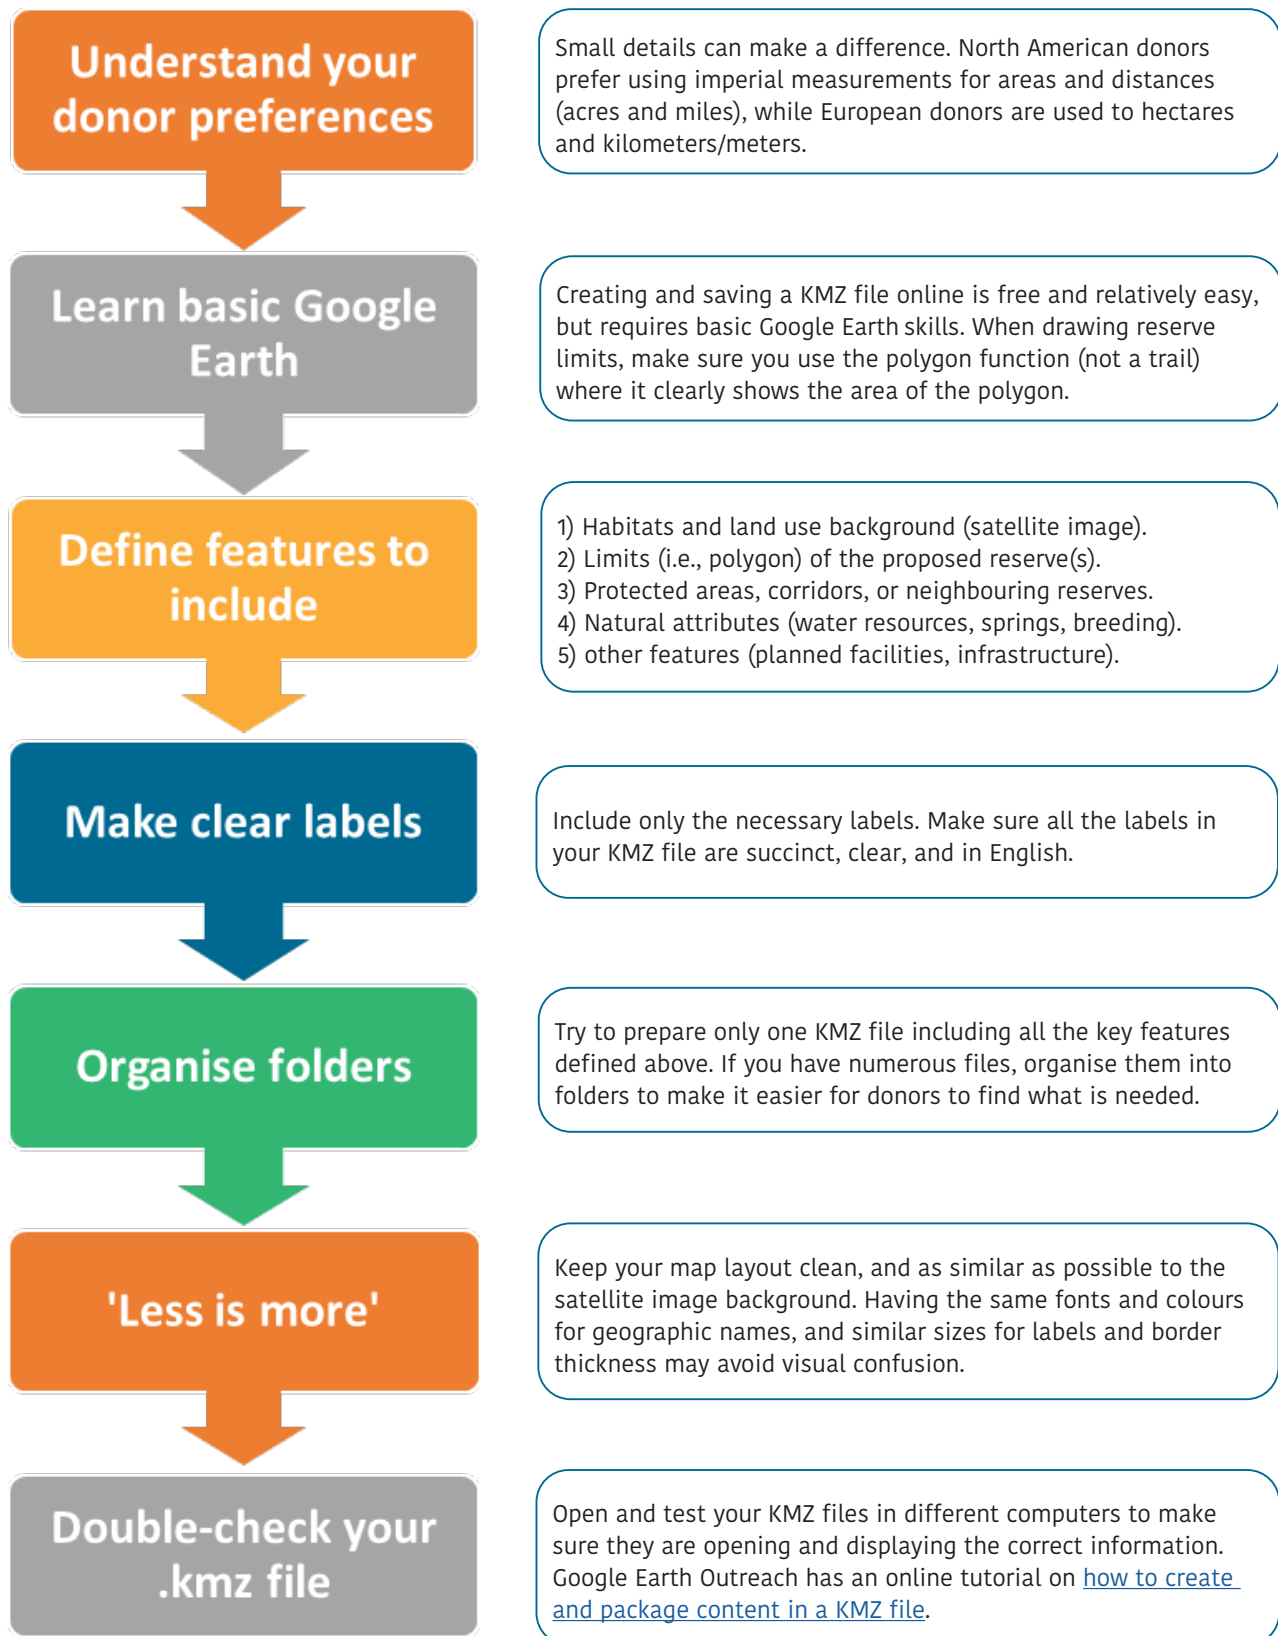 Understand your
donor preferences
Small details can make a difference. North American donors
prefer using imperial measurements for areas and distances
(acres and miles), while European donors are used to hectares
and kilometers/meters.
Learn basic Google
Earth
Creating and saving a KMZ file online is free and relatively easy,
but requires basic Google Earth skills. When drawing reserve
limits, make sure you use the polygon function (not a trail)
where it clearly shows the area of the polygon.
Define features to
include
1) Habitats and land use background (satellite image).
2) Limits (i.e., polygon) of the proposed reserve(s).
3) Protected areas, corridors, or neighbouring reserves.
4) Natural attributes (water resources, springs, breeding).
5) other features (planned facilities, infrastructure).
Make clear labels
Include only the necessary labels. Make sure all the labels in
your KMZ file are succinct, clear, and in English.
Organise folders
Try to prepare only one KMZ file including all the key features
defined above. If you have numerous files, organise them into
folders to make it easier for donors to find what is needed.
'Less is more'
Keep your map layout clean, and as similar as possible to the
satellite image background. Having the same fonts and colours
for geographic names, and similar sizes for labels and border
thickness may avoid visual confusion.
Double-check your
.kmz file
Open and test your KMZ files in different computers to make
sure they are opening and displaying the correct information.
Google Earth Outreach has an online tutorial on how to create
and package content in a KMZ file.